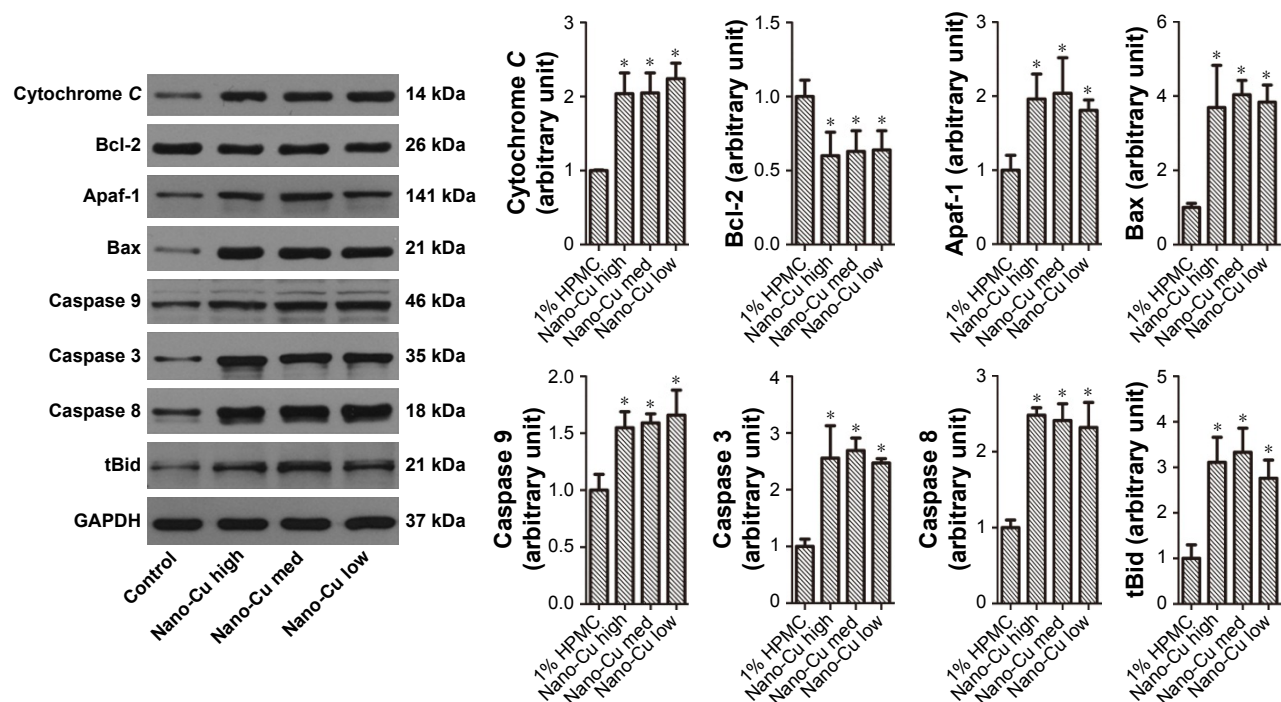 Cytochrome C 14 kDa
Bcl-2 26 kDa
Apaf-1 141 kDa
Bax 21 kDa
Caspase 9 46 kDa
Caspase 3 35 kDa
Caspase 8 18 kDa
tBid 21 kDa
GAPDH 37 kDa
Control
Nano-Cu high
Nano-Cu med
Nano-Cu low
Cytochrome C
(arbitrary unit)
3
2
1
0
* * *
1% HPMC
Nano-Cu high
Nano-Cu med
Nano-Cu low
Bcl-2 (arbitrary unit)
1.5
1.0
0.5
0.0
* * *
1% HPMC
Nano-Cu high
Nano-Cu med
Nano-Cu low
Apaf-1 (arbitrary unit)
3
2
1
0
* * *
1% HPMC
Nano-Cu high
Nano-Cu med
Nano-Cu low
Bax (arbitrary unit)
6
4
2
0
* * *
1% HPMC
Nano-Cu high
Nano-Cu med
Nano-Cu low
Caspase 9
(arbitrary unit)
2.0
1.5
1.0
0.5
0.0
* * *
1% HPMC
Nano-Cu high
Nano-Cu med
Nano-Cu low
Caspase 3
(arbitrary unit)
4
3
2
1
0
* * *
1% HPMC
Nano-Cu high
Nano-Cu med
Nano-Cu low
Caspase 8
(arbitrary unit)
3
2
1
0
* * *
1% HPMC
Nano-Cu high
Nano-Cu med
Nano-Cu low
tBid (arbitrary unit)
5
4
3
2
1
0
* * *
1% HPMC
Nano-Cu high
Nano-Cu med
Nano-Cu low